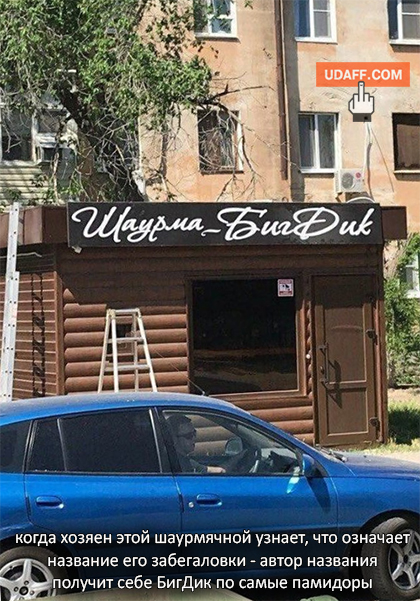 UDAFF.COM
Шаурма-БигДик
когда хозяен этой шаурмячной узнает, что означает
название его забегаловки - автор названия
получит себе БигДик по самые памидоры